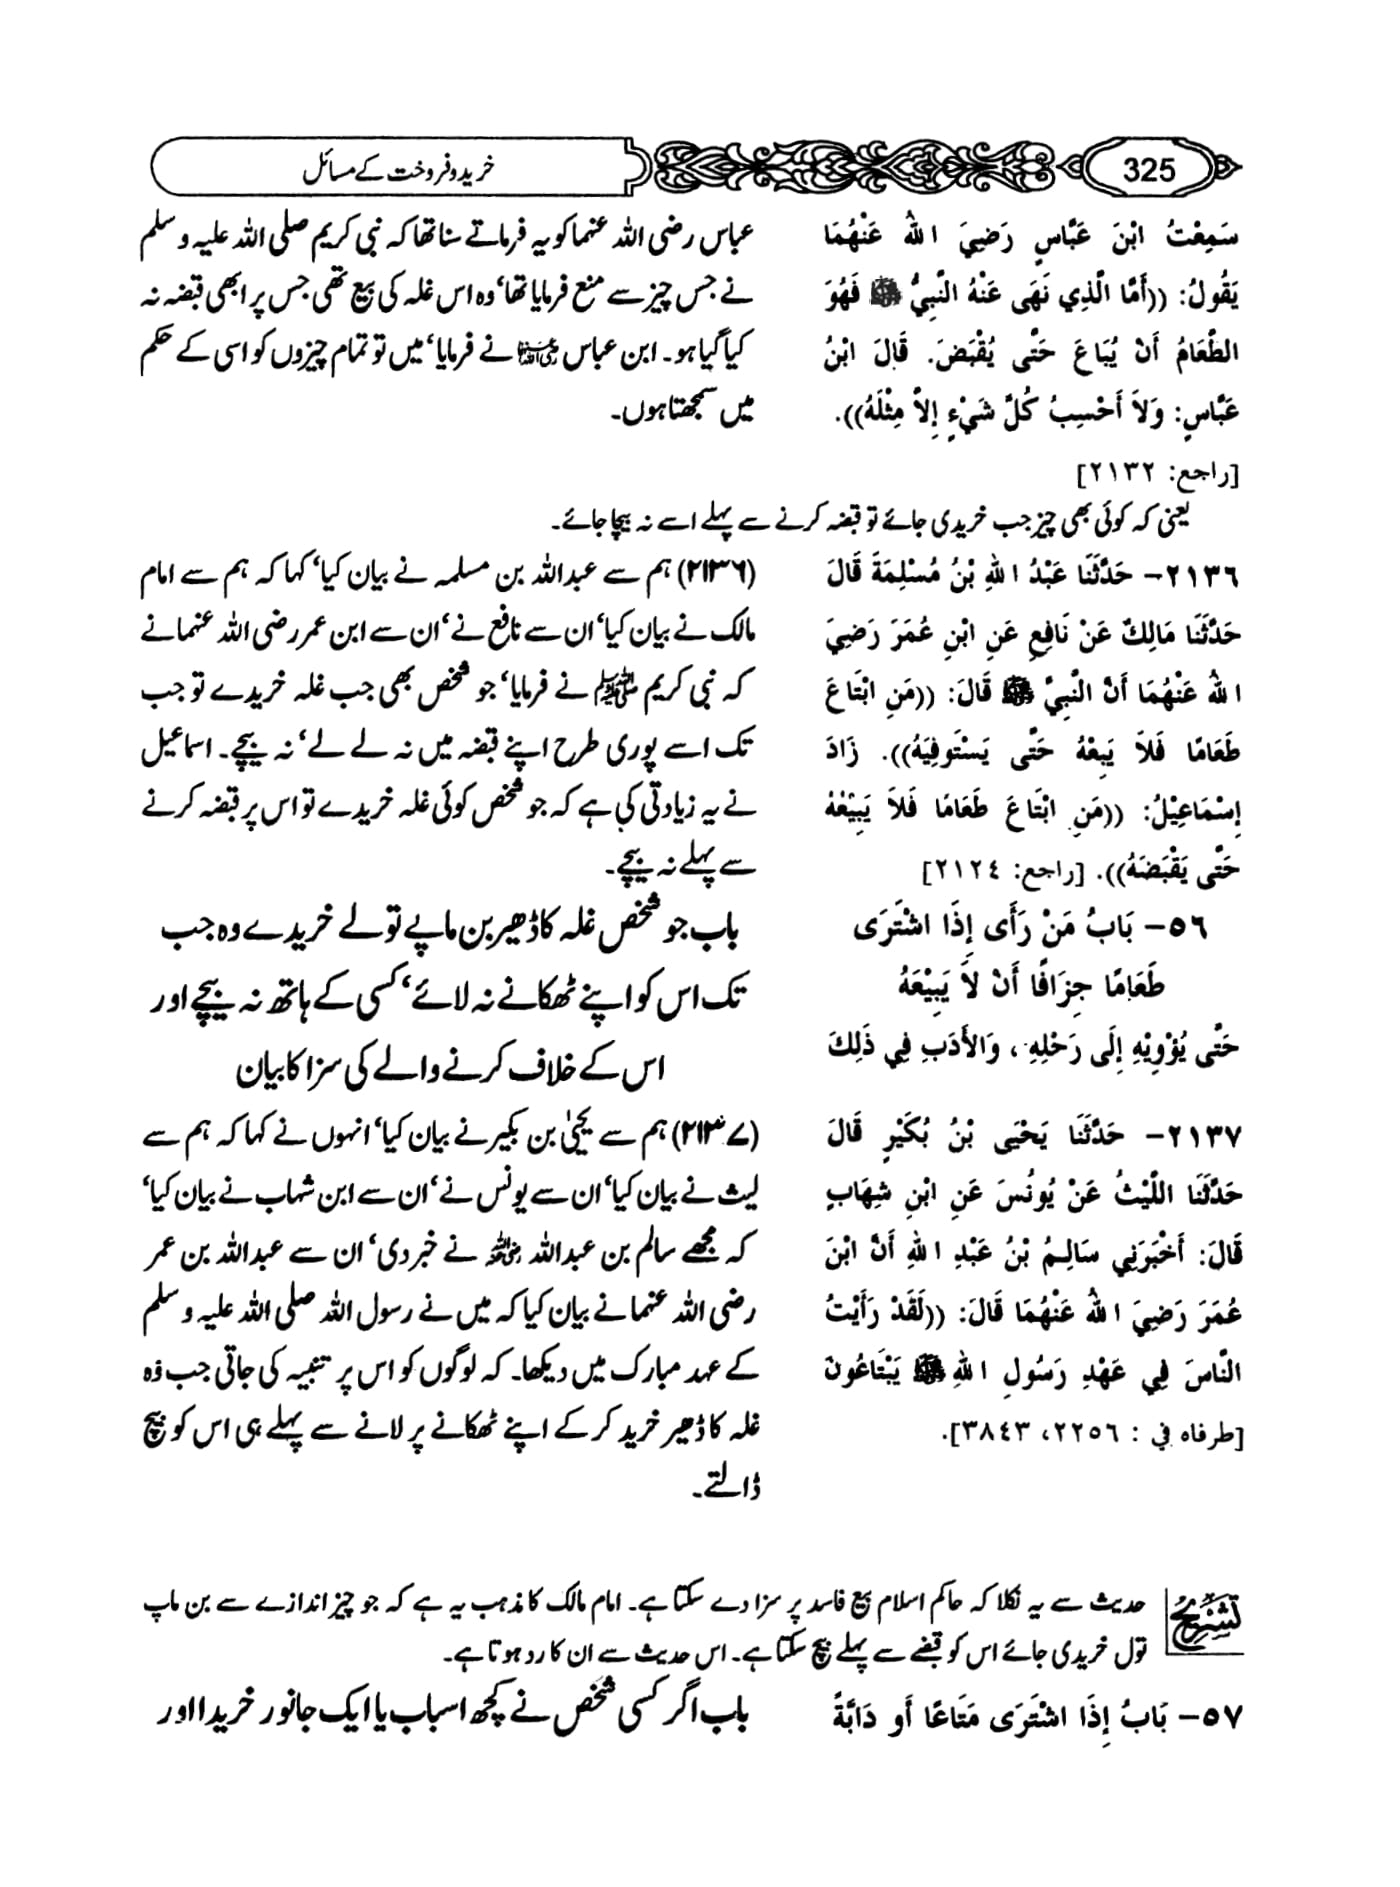 325
خرید و فروخت کے مسائل
سَمِعْتُ ابْنَ عَبَّاسٍ رَضِيَ اللهُ عَنْهُمَا
يَقُولُ: ((أَمَّا الَّذِي نَهَى عَنْهُ النَّبِيُّ ﷺ فَهُوَ
الطَّعَامُ أَنْ يُبَاعَ حَتَّى يُقْبَضَ. قَالَ ابْنُ
عَبَّاسٍ: وَلاَ أَحْسِبُ كُلَّ شَيْءٍ إِلاَّ مِثْلَهُ)).
[راجع: ٢١٣٢]
عباس رضی اللہ عنہما کو یہ فرماتے سنا تھا کہ نبی کریم صلی اللہ علیہ و سلم
نے جس چیز سے منع فرمایا تھا‘ وہ اس غلہ کی بیع تھی جس پر ابھی قبضہ نہ
کیا گیا ہو۔ ابن عباس رضی اللہ عنہما نے فرمایا‘ میں تو تمام چیزوں کو اسی کے حکم
میں سمجھتا ہوں۔
یعنی کہ کوئی بھی چیز جب خریدی جائے تو قبضہ کرنے سے پہلے اسے نہ بیچا جائے۔
٢١٣٦- حَدَّثَنَا عَبْدُ اللهِ بْنُ مُسْلِمَةَ قَالَ
حَدَّثَنَا مَالِكٌ عَنْ نَافِعٍ عَنِ ابْنِ عُمَرَ رَضِيَ
اللهُ عَنْهُمَا أَنَّ النَّبِيَّ ﷺ قَالَ: ((مَنِ ابْتَاعَ
طَعَامًا فَلاَ يَبِعْهُ حَتَّى يَسْتَوفِيَهُ)). زَادَ
إِسْمَاعِيْلُ: ((مَنِ ابْتَاعَ طَعَامًا فَلاَ يَبِيْعُهُ
حَتَّى يَقْبَضَهُ)). [راجع: ٢١٢٤]
(۲۱۳۶) ہم سے عبداللہ بن مسلمہ نے بیان کیا‘ کہا کہ ہم سے امام
مالک نے بیان کیا‘ ان سے نافع نے‘ ان سے ابن عمر رضی اللہ عنہما نے
کہ نبی کریم ﷺ نے فرمایا‘ جو شخص بھی جب غلہ خریدے تو جب
تک اسے پوری طرح اپنے قبضہ میں نہ لے لے‘ نہ بیچے۔ اسماعیل
نے یہ زیادتی کی ہے کہ جو شخص کوئی غلہ خریدے تو اس پر قبضہ کرنے
سے پہلے نہ بیچے۔
٥٦- بَابُ مَنْ رَأَى إِذَا اشْتَرَى
طَعَامًا جِزَافًا أَنْ لاَ يَبِيْعَهُ
حَتَّى يُؤْوِيْهِ إِلَى رَحْلِهِ، وَالأَدَبِ فِي ذَلِكَ
باب جو شخص غلہ کا ڈھیر بن ماپے تولے خریدے وہ جب
تک اس کو اپنے ٹھکانے نہ لائے‘ کسی کے ہاتھ نہ بیچے اور
اس کے خلاف کرنے والے کی سزا کا بیان
٢١٣٧- حَدَّثَنَا يَحْيَى بْنُ بُكَيْرٍ قَالَ
حَدَّثَنَا اللَّيْثُ عَنْ يُونُسَ عَنِ ابْنِ شِهَابٍ
قَالَ: أَخْبَرَنِي سَالِمُ بْنُ عَبْدِ اللهِ أَنَّ ابْنَ
عُمَرَ رَضِيَ اللهُ عَنْهُمَا قَالَ: ((لَقَدْ رَأَيْتُ
النَّاسَ فِي عَهْدِ رَسُولِ اللهِ ﷺ يَبْتَاعُونَ
[طرفاه في : ٢٢٥٦، ٣٨٤٣].
(۲۱۳۷) ہم سے یحییٰ بن بکیر نے بیان کیا‘ انہوں نے کہا کہ ہم سے
لیث نے بیان کیا‘ ان سے یونس نے‘ ان سے ابن شہاب نے بیان کیا‘
کہ مجھے سالم بن عبداللہ رضی اللہ عنہ نے خبر دی‘ ان سے عبداللہ بن عمر
رضی اللہ عنہما نے بیان کیا کہ میں نے رسول اللہ صلی اللہ علیہ و سلم
کے عہد مبارک میں دیکھا۔ کہ لوگوں کو اس پر تنبیہ کی جاتی جب وہ
غلہ کا ڈھیر خرید کر کے اپنے ٹھکانے پر لانے سے پہلے ہی اس کو بیچ
ڈالتے۔
تشریح
حدیث سے یہ نکلا کہ حاکم اسلام بیع فاسد پر سزا دے سکتا ہے۔ امام مالک کا مذہب یہ ہے کہ جو چیز اندازے سے بن ماپ
تول خریدی جائے اس کو قبضے سے پہلے بیچ سکتا ہے۔ اس حدیث سے ان کا رد ہوتا ہے۔
٥٧- بَابُ إِذَا اشْتَرَى مَتَاعًا أَو دَابَّةً
باب اگر کسی شخص نے کچھ اسباب یا ایک جانور خریدا اور